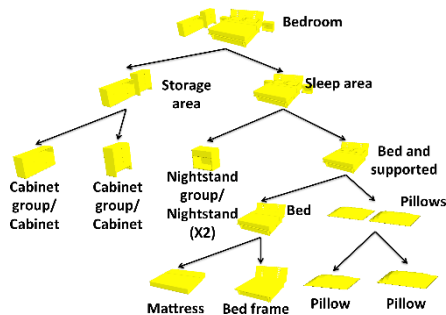 Bedroom
Storage
area
Sleep area
Cabinet
group/
Cabinet
Cabinet
group/
Cabinet
Nightstand
group/
Nightstand
(X2)
Bed and
supported
Bed
Pillows
Mattress
Bed frame
Pillow
Pillow